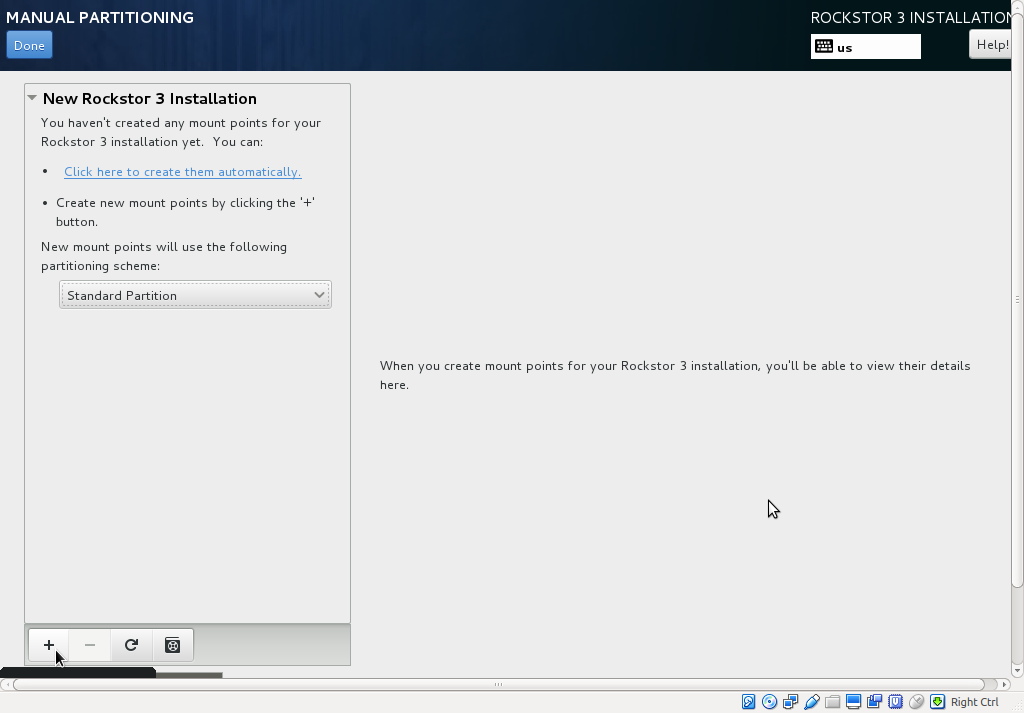 MANUAL PARTITIONING
ROCKSTOR 3 INSTALLATION
Done
us
Help!
New Rockstor 3 Installation
You haven't created any mount points for your
Rockstor 3 installation yet.  You can:
• Click here to create them automatically.
• Create new mount points by clicking the '+'
button.
New mount points will use the following
partitioning scheme:
Standard Partition
When you create mount points for your Rockstor 3 installation, you'll be able to view their details
here.
Right Ctrl